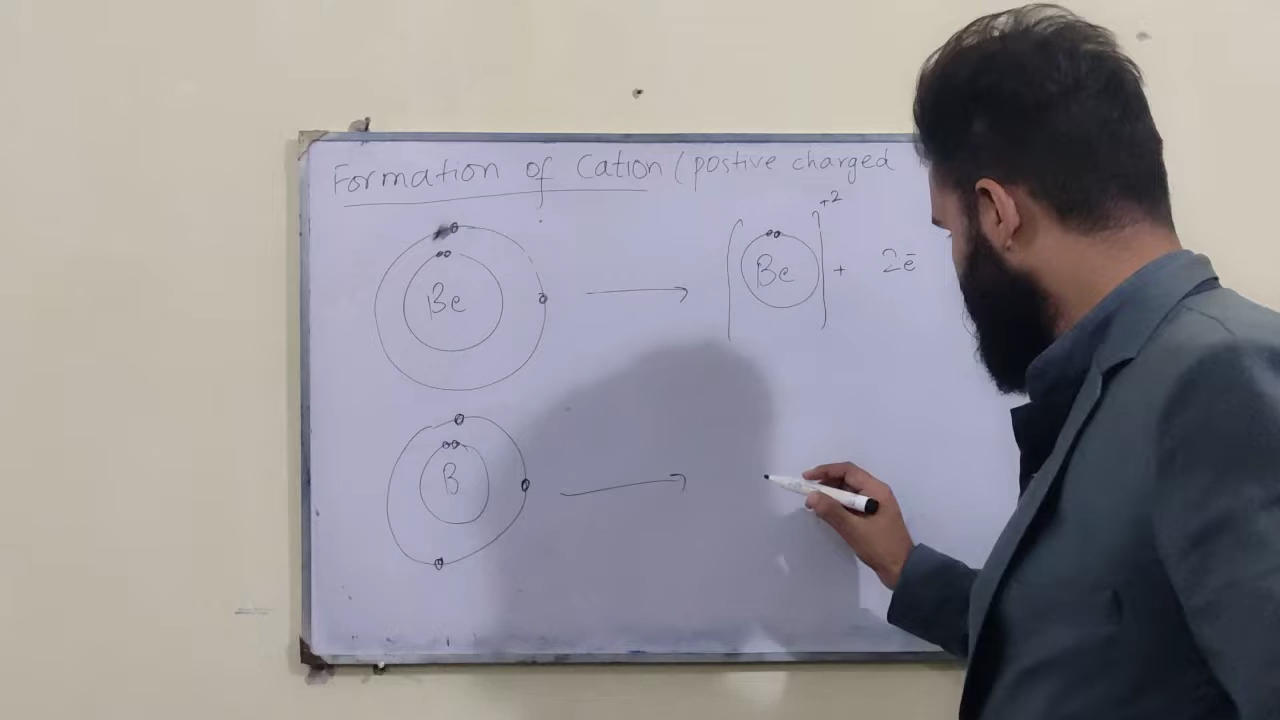 Formation of Cation (postive charged
Be
[Be]+2 + 2ē
B